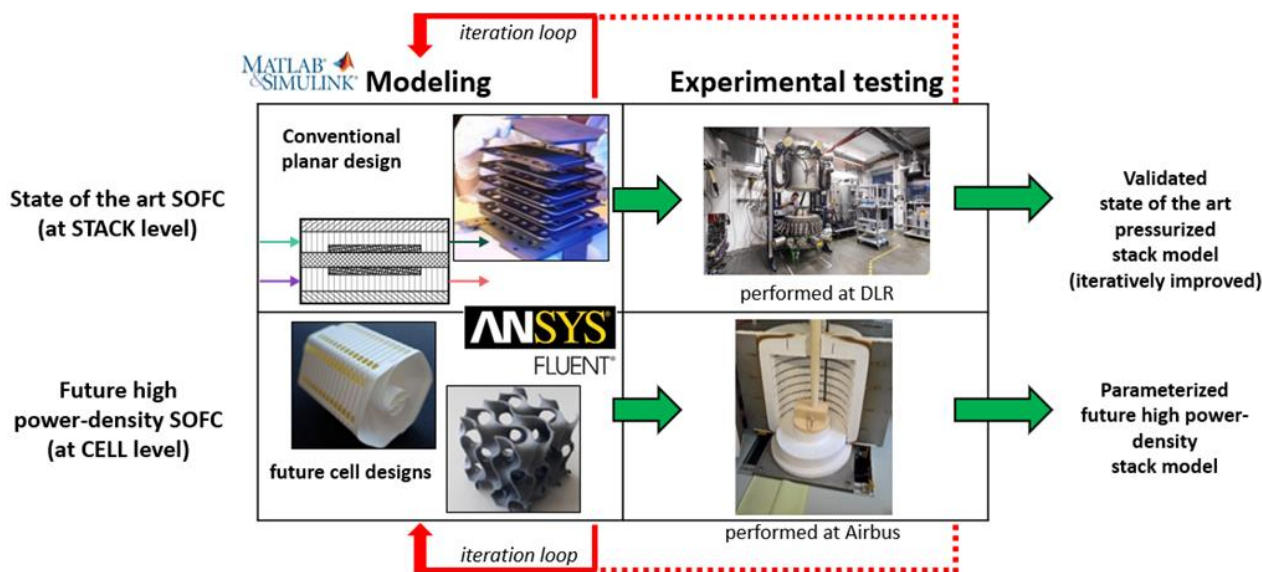 iteration loop
MATLAB®
&SIMULINK®
Modeling
Experimental testing
State of the art SOFC
(at STACK level)
Conventional
planar design
performed at DLR
Validated
state of the art
pressurized
stack model
(iteratively improved)
Future high
power-density SOFC
(at CELL level)
ANSYS®
FLUENT®
future cell designs
performed at Airbus
Parameterized
future high power-
density
stack model
iteration loop